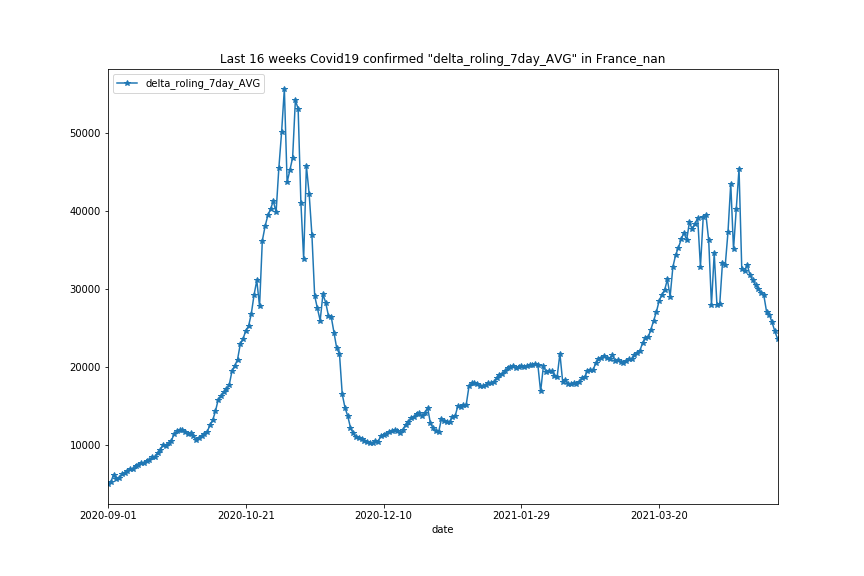 Last 16 weeks Covid19 confirmed "delta_roling_7day_AVG" in France_nan
delta_roling_7day_AVG
50000
40000
30000
20000
10000
2020-09-01 2020-10-21 2020-12-10 2021-01-29 2021-03-20
date